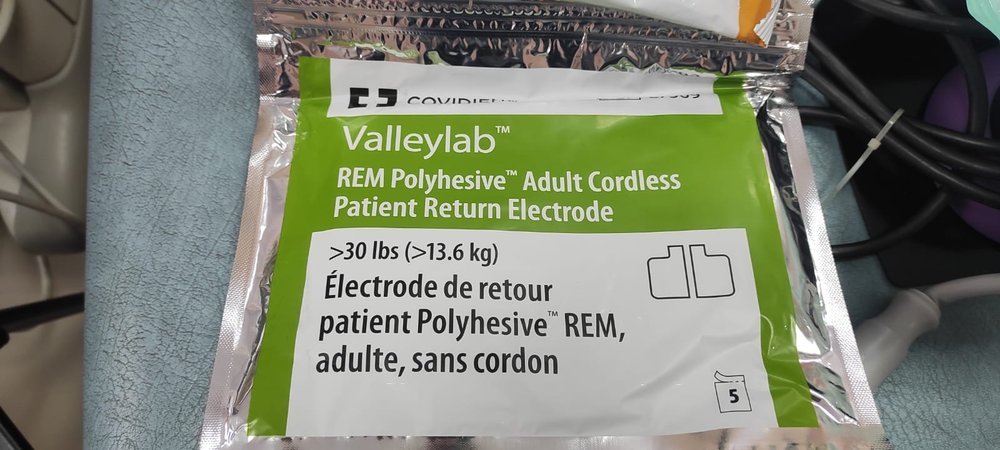 COVIDIEN™
Valleylab™
REM Polyhesive™ Adult Cordless
Patient Return Electrode
>30 lbs (>13.6 kg)
Électrode de retour
patient Polyhesive™ REM,
adulte, sans cordon
5